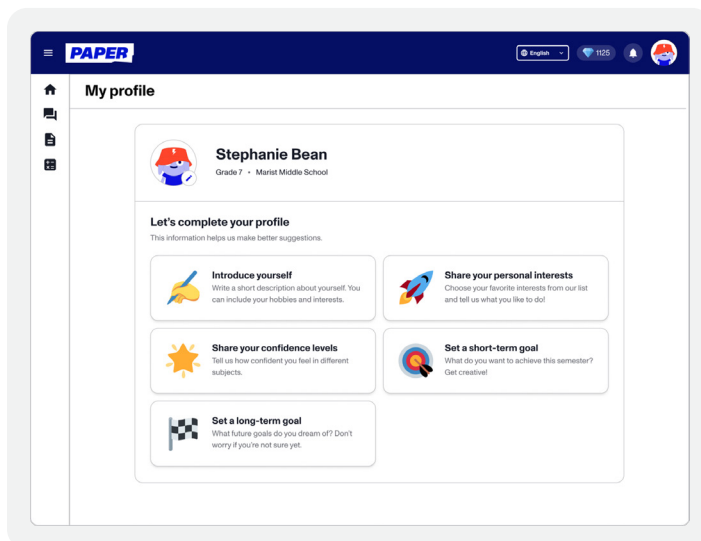 PAPER
English
1125
My profile
Stephanie Bean
Grade 7 • Marist Middle School
Let's complete your profile
This information helps us make better suggestions.
Introduce yourself
Write a short description about yourself. You
can include your hobbies and interests.
Share your personal interests
Choose your favorite interests from our list
and tell us what you like to do!
Share your confidence levels
Tell us how confident you feel in different
subjects.
Set a short-term goal
What do you want to achieve this semester?
Get creative!
Set a long-term goal
What future goals do you dream of? Don't
worry if you're not sure yet.